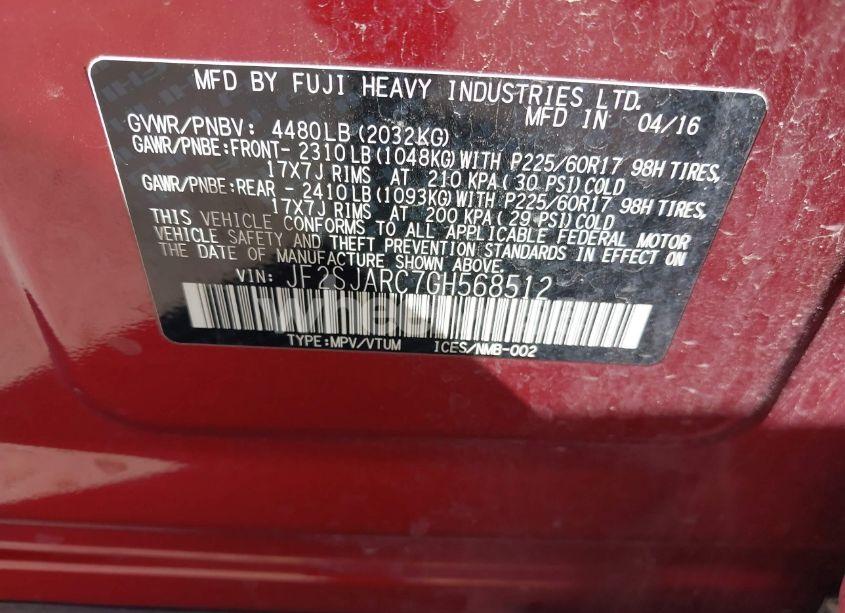 MFD BY FUJI HEAVY INDUSTRIES LTD.
MFD IN 04/16
GVWR/PNBV: 4480LB(2032KG)
GAWR/PNBE:FRONT- 2310LB(1048KG)WITH P225/60R17 98H TIRES,
17X7J RIMS AT 210 KPA(30 PSI)COLD
GAWR/PNBE:REAR - 2410LB(1093KG)WITH P225/60R17 98H TIRES,
17X7J RIMS AT 200 KPA(29 PSI)COLD
THIS VEHICLE CONFORMS TO ALL APPLICABLE FEDERAL MOTOR
VEHICLE SAFETY AND THEFT PREVENTION STANDARDS IN EFFECT ON
THE DATE OF MANUFACTURE SHOWN ABOVE.
VIN: JF2SJARC7GH568512
TYPE:MPV/VTUM ICES/NMB-002